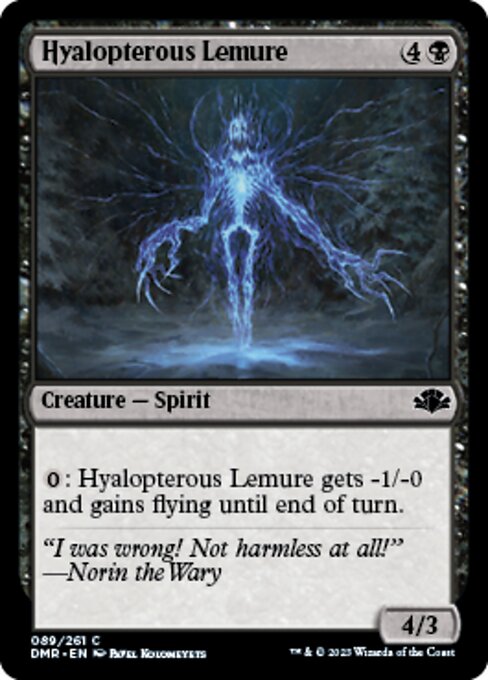 Hyalopterous Lemure 4
Creature — Spirit
0: Hyalopterous Lemure gets -1/-0
and gains flying until end of turn.
“I was wrong! Not harmless at all!”
—Norin the Wary
4/3
089/261 C
DMR • EN Pavel Kolomeyets
™ & © 2023 Wizards of the Coast